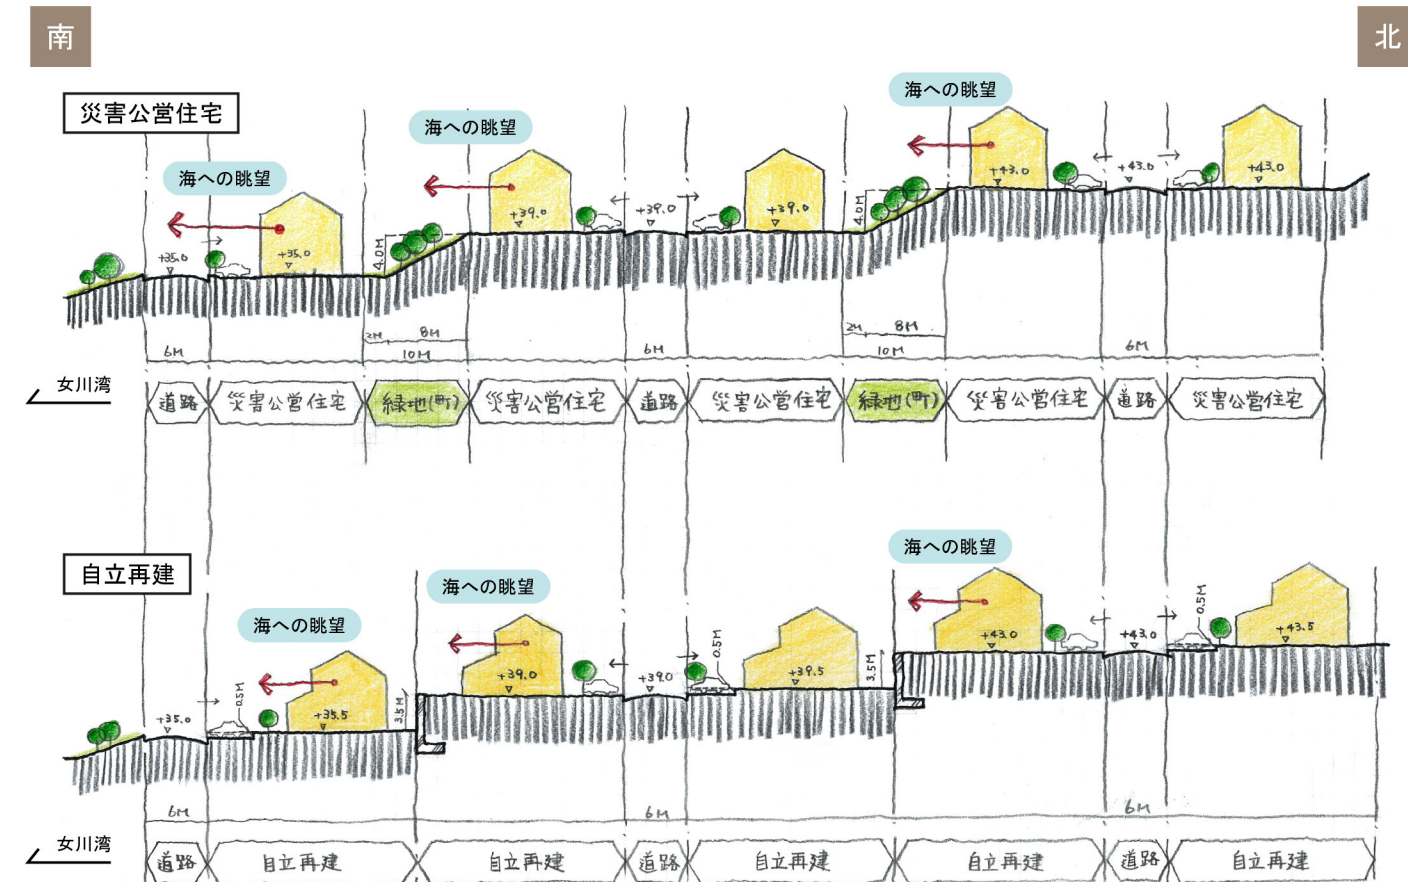 南
北
災害公営住宅
海への眺望
海への眺望
海への眺望
+35.0
+35.0
4.0M
+39.0
+39.0
+39.0
4.0M
+43.0
+43.0
+43.0
6M
2M
8M
10M
6M
2M
8M
10M
6M
女川湾
道路
災害公営住宅
緑地(町)
災害公営住宅
道路
災害公営住宅
緑地(町)
災害公営住宅
道路
災害公営住宅
自立再建
海への眺望
海への眺望
海への眺望
+35.0
0.5M
+35.5
3.5M
+39.0
+39.0
0.5M
+39.5
3.5M
+43.0
+43.0
0.5M
+43.5
6M
6M
6M
女川湾
道路
自立再建
自立再建
道路
自立再建
自立再建
道路
自立再建